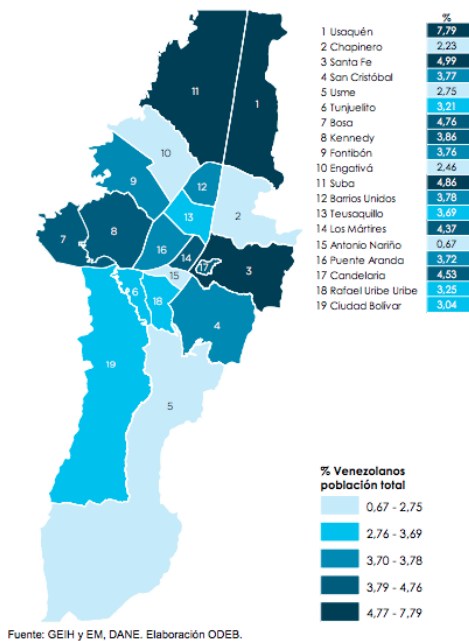 %
1 Usaquén 7,79
2 Chapinero 2,23
3 Santa Fe 4,99
4 San Cristóbal 3,77
5 Usme 2,75
6 Tunjuelito 3,21
7 Bosa 4,76
8 Kennedy 3,86
9 Fontibón 3,76
10 Engativá 2,46
11 Suba 4,86
12 Barrios Unidos 3,78
13 Teusaquillo 3,69
14 Los Mártires 4,37
15 Antonio Nariño 0,67
16 Puente Aranda 3,72
17 Candelaria 4,53
18 Rafael Uribe Uribe 3,25
19 Ciudad Bolívar 3,04
11
1
10
9
12
2
13
8
7
16
14
17
3
15
6
18
4
19
5
% Venezolanos
población total
0,67 - 2,75
2,76 - 3,69
3,70 - 3,78
3,79 - 4,76
4,77 - 7,79
Fuente: GEIH y EM, DANE. Elaboración ODEB.